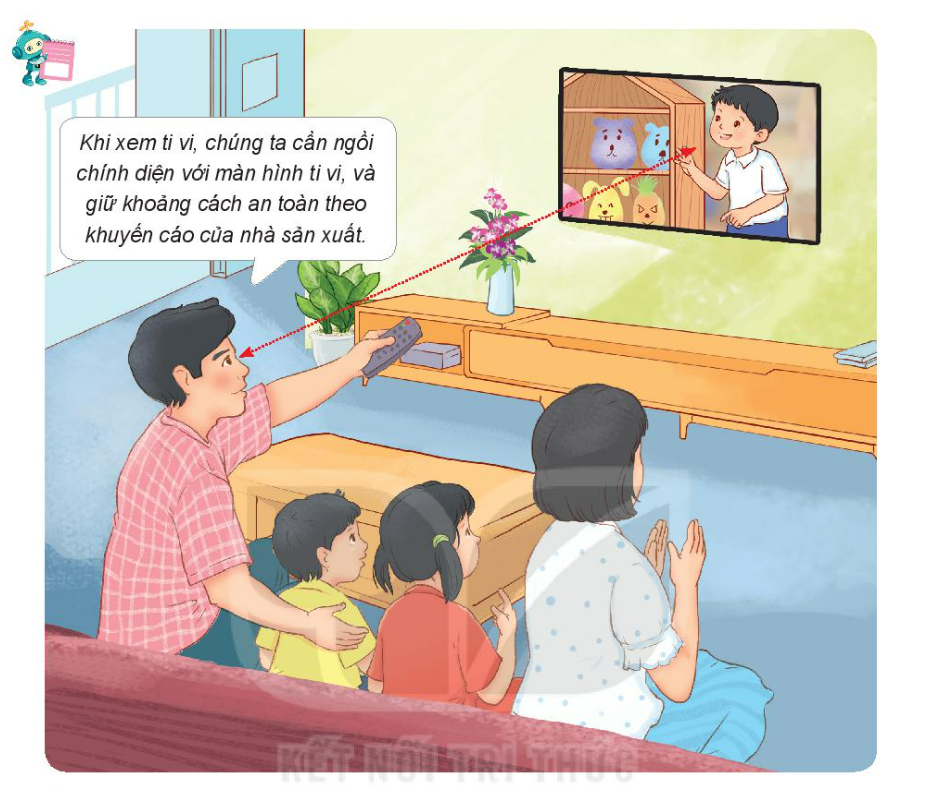 Khi xem ti vi, chúng ta cần ngồi
chính diện với màn hình ti vi, và
giữ khoảng cách an toàn theo
khuyến cáo của nhà sản xuất.
KẾT NỐI TRI THỨC